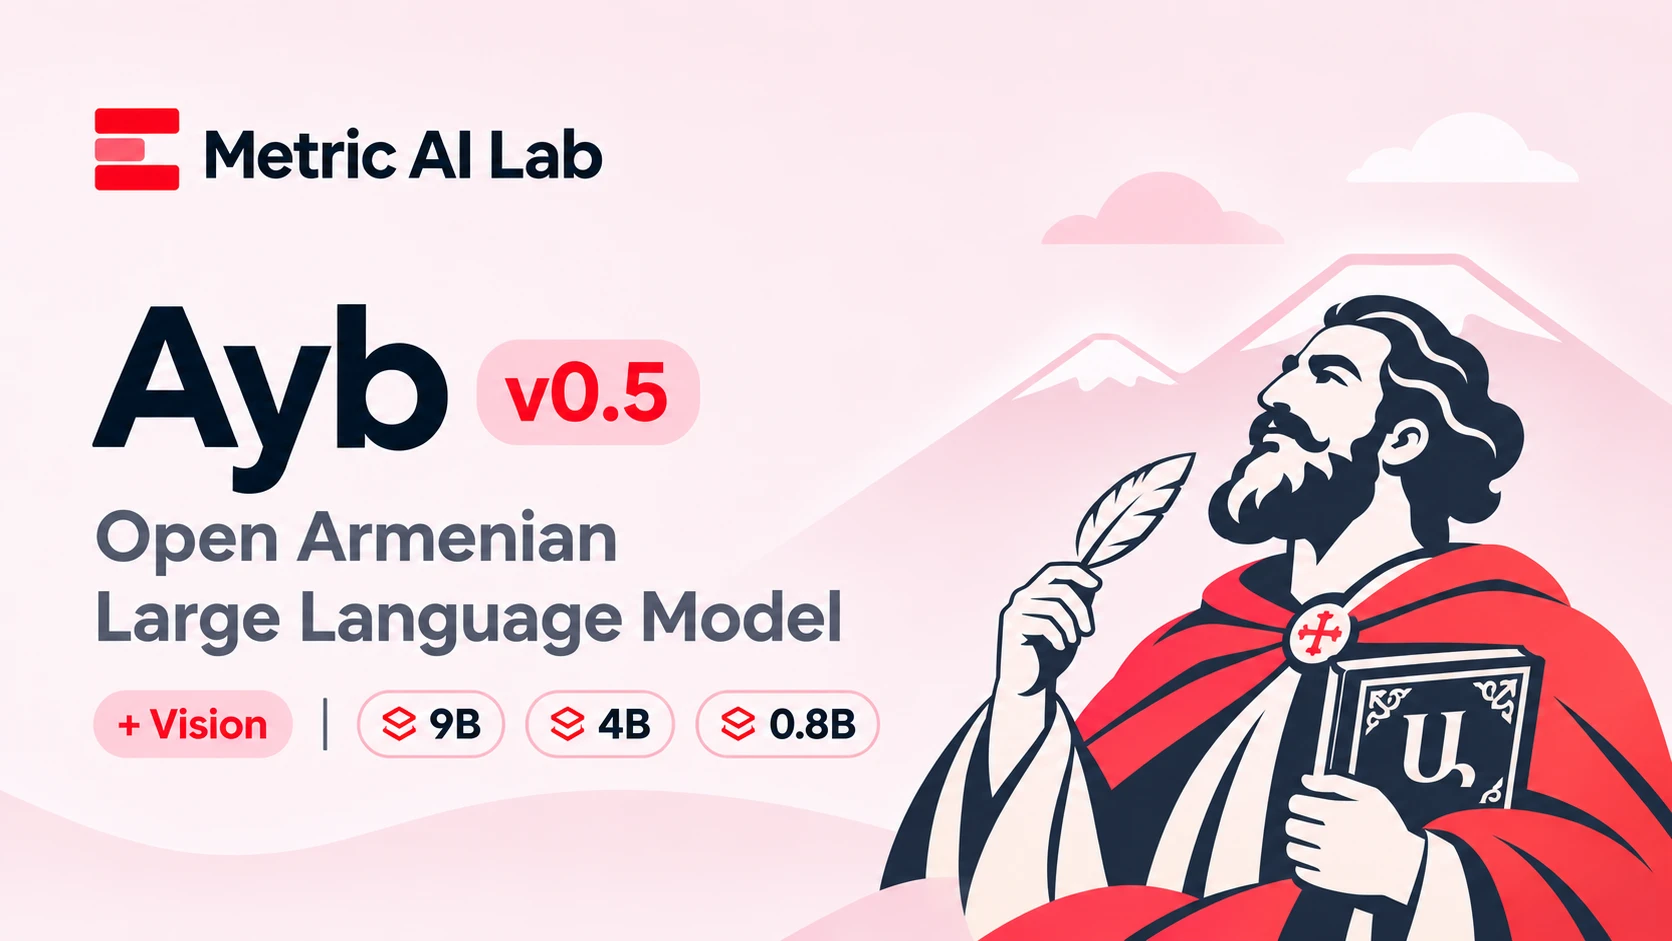 Metric AI Lab
Ayb v0.5
Open Armenian
Large Language Model
+ Vision | 9B 4B 0.8B
Ա